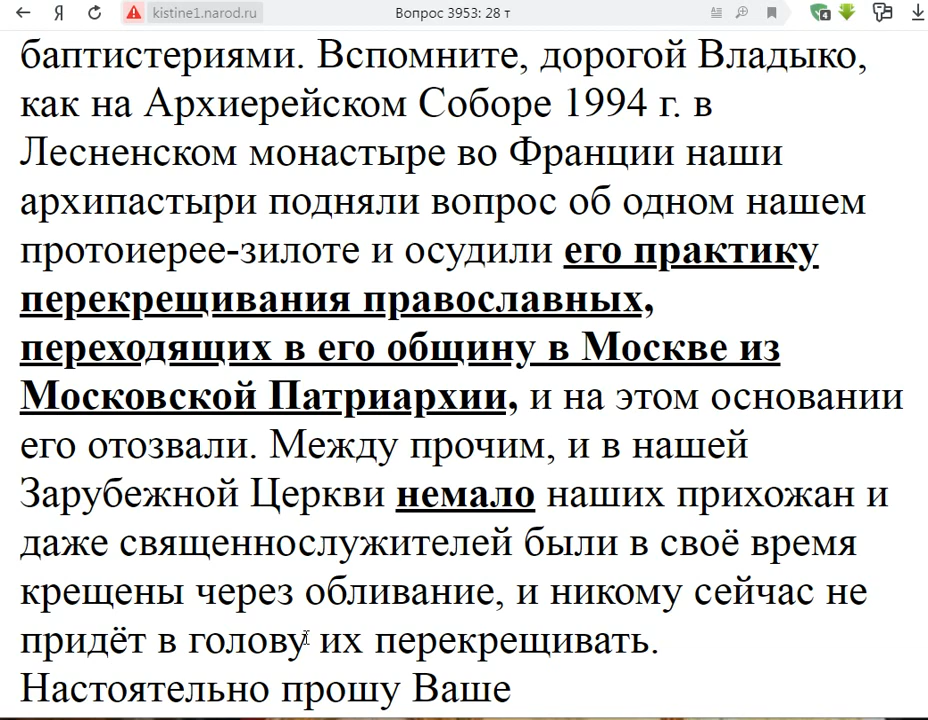 Я kistine1.narod.ru Вопрос 3953: 28 т 4
баптистериями. Вспомните, дорогой Владыко,
как на Архиерейском Соборе 1994 г. в
Лесненском монастыре во Франции наши
архипастыри подняли вопрос об одном нашем
протоиерее-зилоте и осудили его практику
перекрещивания православных,
переходящих в его общину в Москве из
Московской Патриархии, и на этом основании
его отозвали. Между прочим, и в нашей
Зарубежной Церкви немало наших прихожан и
даже священнослужителей были в своё время
крещены через обливание, и никому сейчас не
придёт в голову их перекрещивать.
Настоятельно прошу Ваше